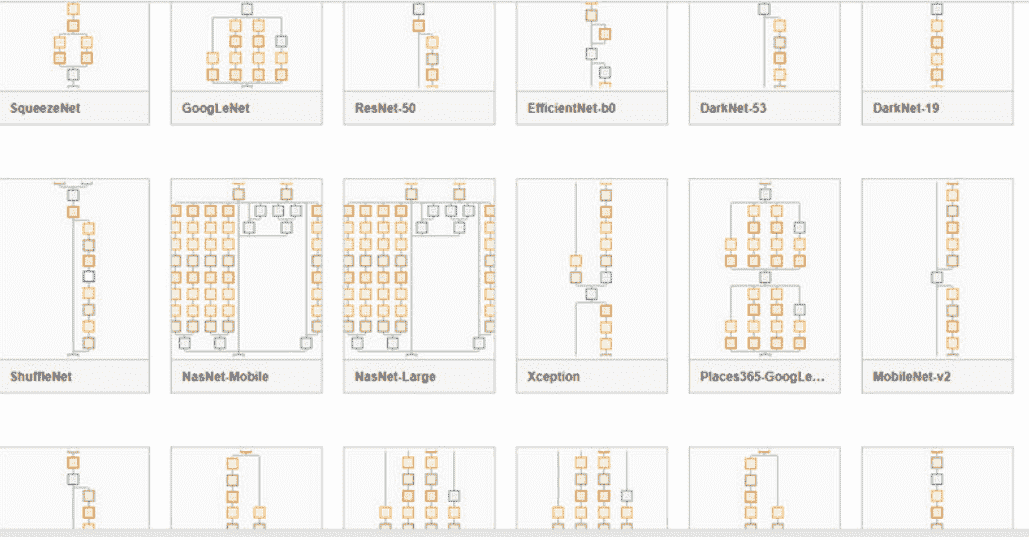 SqueezeNet
GoogLeNet
ResNet-50
EfficientNet-b0
DarkNet-53
DarkNet-19
ShuffleNet
NasNet-Mobile
NasNet-Large
Xception
Places365-GoogLe...
MobileNet-v2